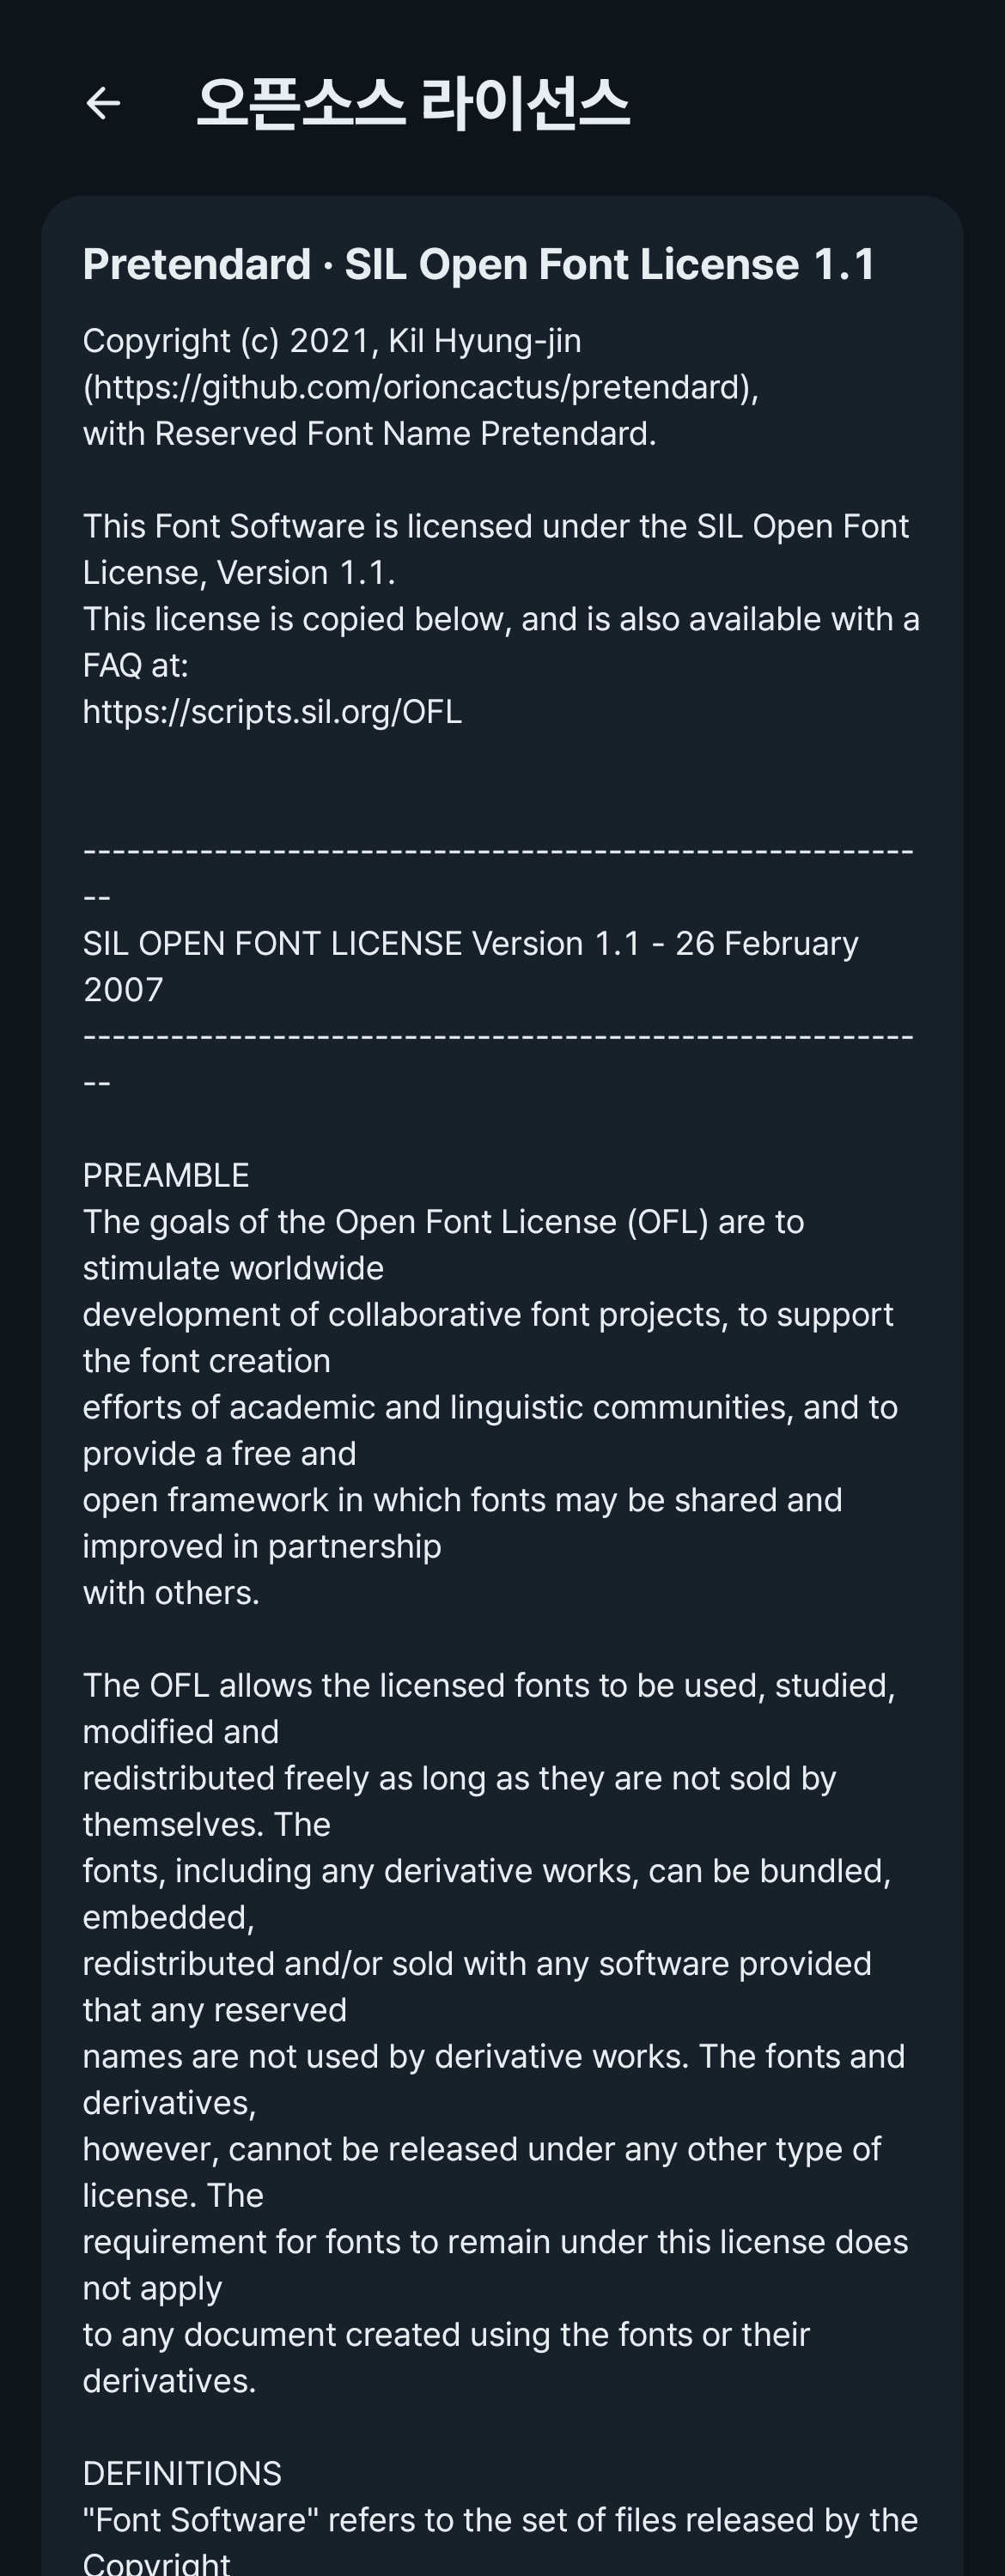 오픈소스 라이선스
Pretendard · SIL Open Font License 1.1
Copyright (c) 2021, Kil Hyung-jin
(https://github.com/orioncactus/pretendard),
with Reserved Font Name Pretendard.
This Font Software is licensed under the SIL Open Font
License, Version 1.1.
This license is copied below, and is also available with a
FAQ at:
https://scripts.sil.org/OFL
---------------------------------------------------------
--
SIL OPEN FONT LICENSE Version 1.1 - 26 February
2007
---------------------------------------------------------
--
PREAMBLE
The goals of the Open Font License (OFL) are to
stimulate worldwide
development of collaborative font projects, to support
the font creation
efforts of academic and linguistic communities, and to
provide a free and
open framework in which fonts may be shared and
improved in partnership
with others.
The OFL allows the licensed fonts to be used, studied,
modified and
redistributed freely as long as they are not sold by
themselves. The
fonts, including any derivative works, can be bundled,
embedded,
redistributed and/or sold with any software provided
that any reserved
names are not used by derivative works. The fonts and
derivatives,
however, cannot be released under any other type of
license. The
requirement for fonts to remain under this license does
not apply
to any document created using the fonts or their
derivatives.
DEFINITIONS
"Font Software" refers to the set of files released by the
Copyright